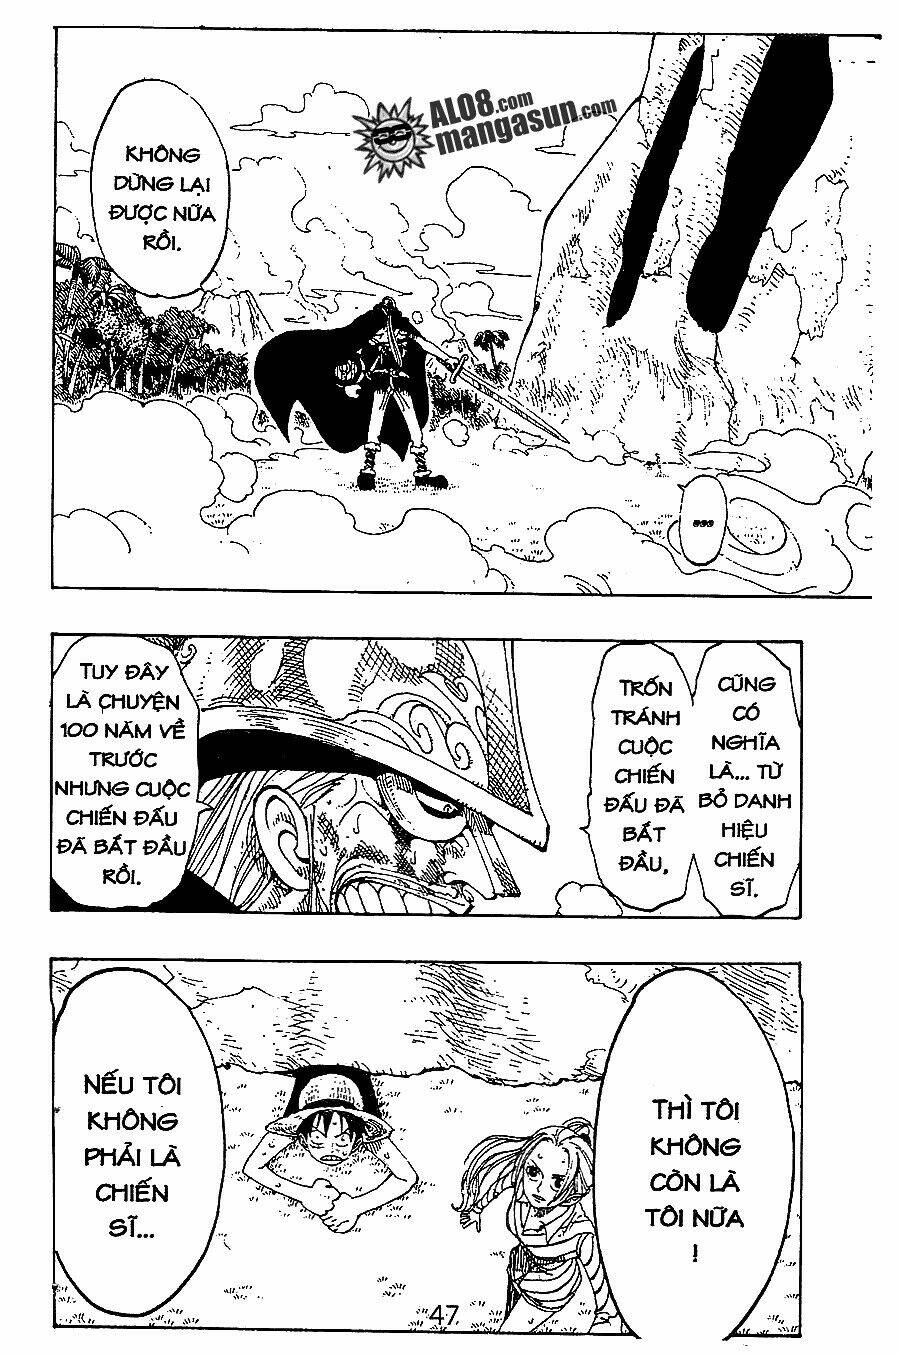 ALO8.com
mangasun.com
KHÔNG
DỪNG LẠI
ĐƯỢC NỮA
RỒI.
...
CŨNG
CÓ
NGHĨA
LÀ... TỪ
BỎ DANH
HIỆU
CHIẾN
SĨ.
TRỐN
TRÁNH
CUỘC
CHIẾN
ĐẤU ĐÃ
BẮT
ĐẦU,
TUY ĐÂY
LÀ CHUYỆN
100 NĂM VỀ
TRƯỚC
NHƯNG CUỘC
CHIẾN ĐẤU
ĐÃ BẮT ĐẦU
RỒI.
NẾU TÔI
KHÔNG
PHẢI LÀ
CHIẾN
SĨ...
THÌ TÔI
KHÔNG
CÒN LÀ
TÔI NỮA
!
47